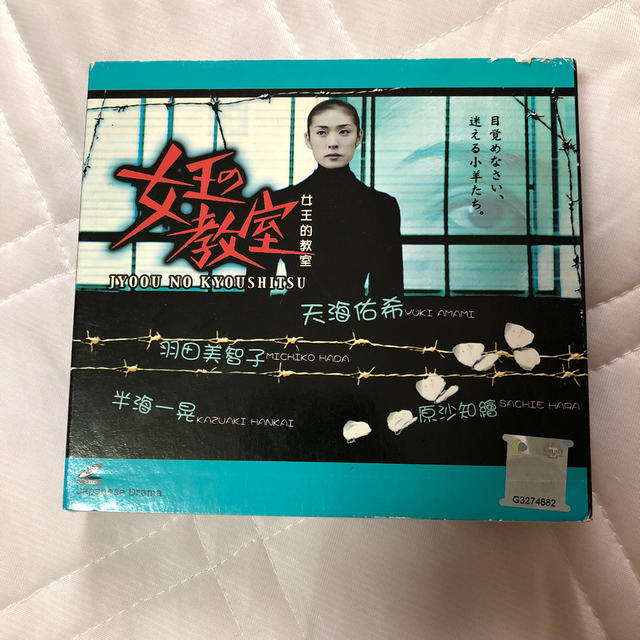 目覚めなさい、
迷える小羊たち。
女王の
教室
女王的教室
JYOOU NO KYOUSHITSU
天海佑希 YUKI AMAMI
羽田美智子 MICHIKO HADA
半海一晃 KAZUAKI HANKAI
原沙知繪 SACHIE HARA
Japanese Drama
G3274882